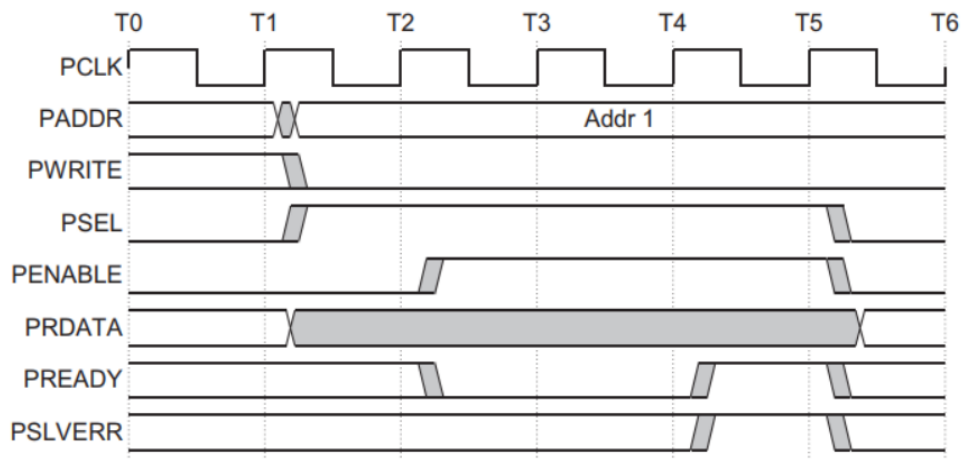 T0 T1 T2 T3 T4 T5 T6
PCLK
PADDR Addr 1
PWRITE
PSEL
PENABLE
PRDATA
PREADY
PSLVERR